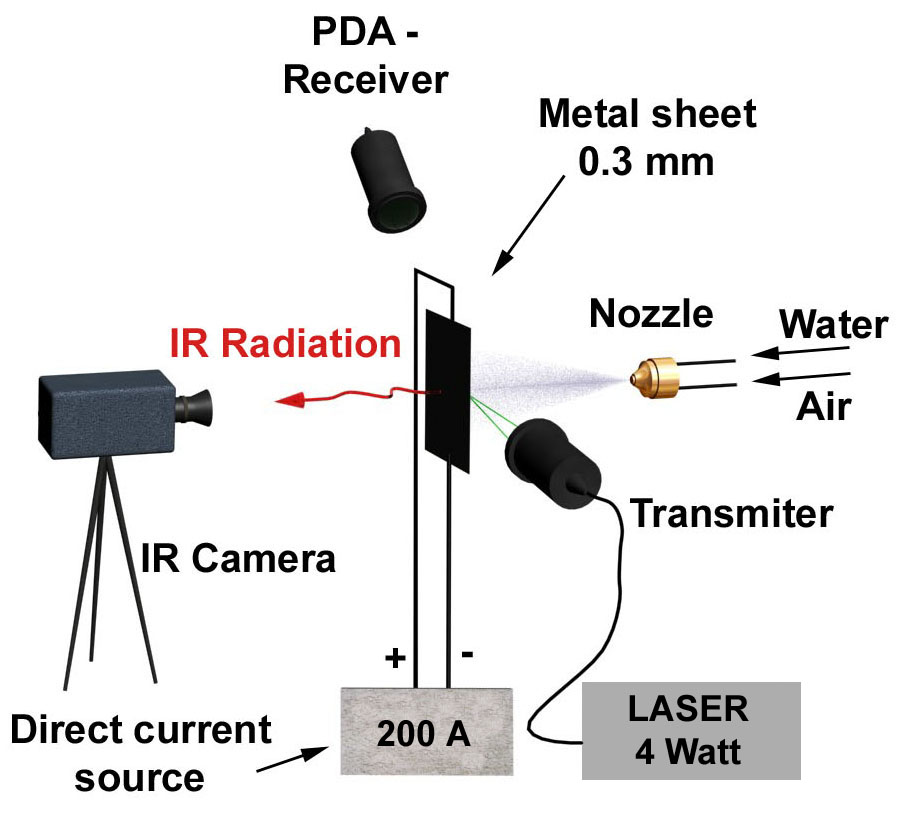 PDA -
Receiver
Metal sheet
0.3 mm
Nozzle
Water
Air
IR Radiation
Transmiter
IR Camera
+
-
Direct current
source
200 A
LASER
4 Watt